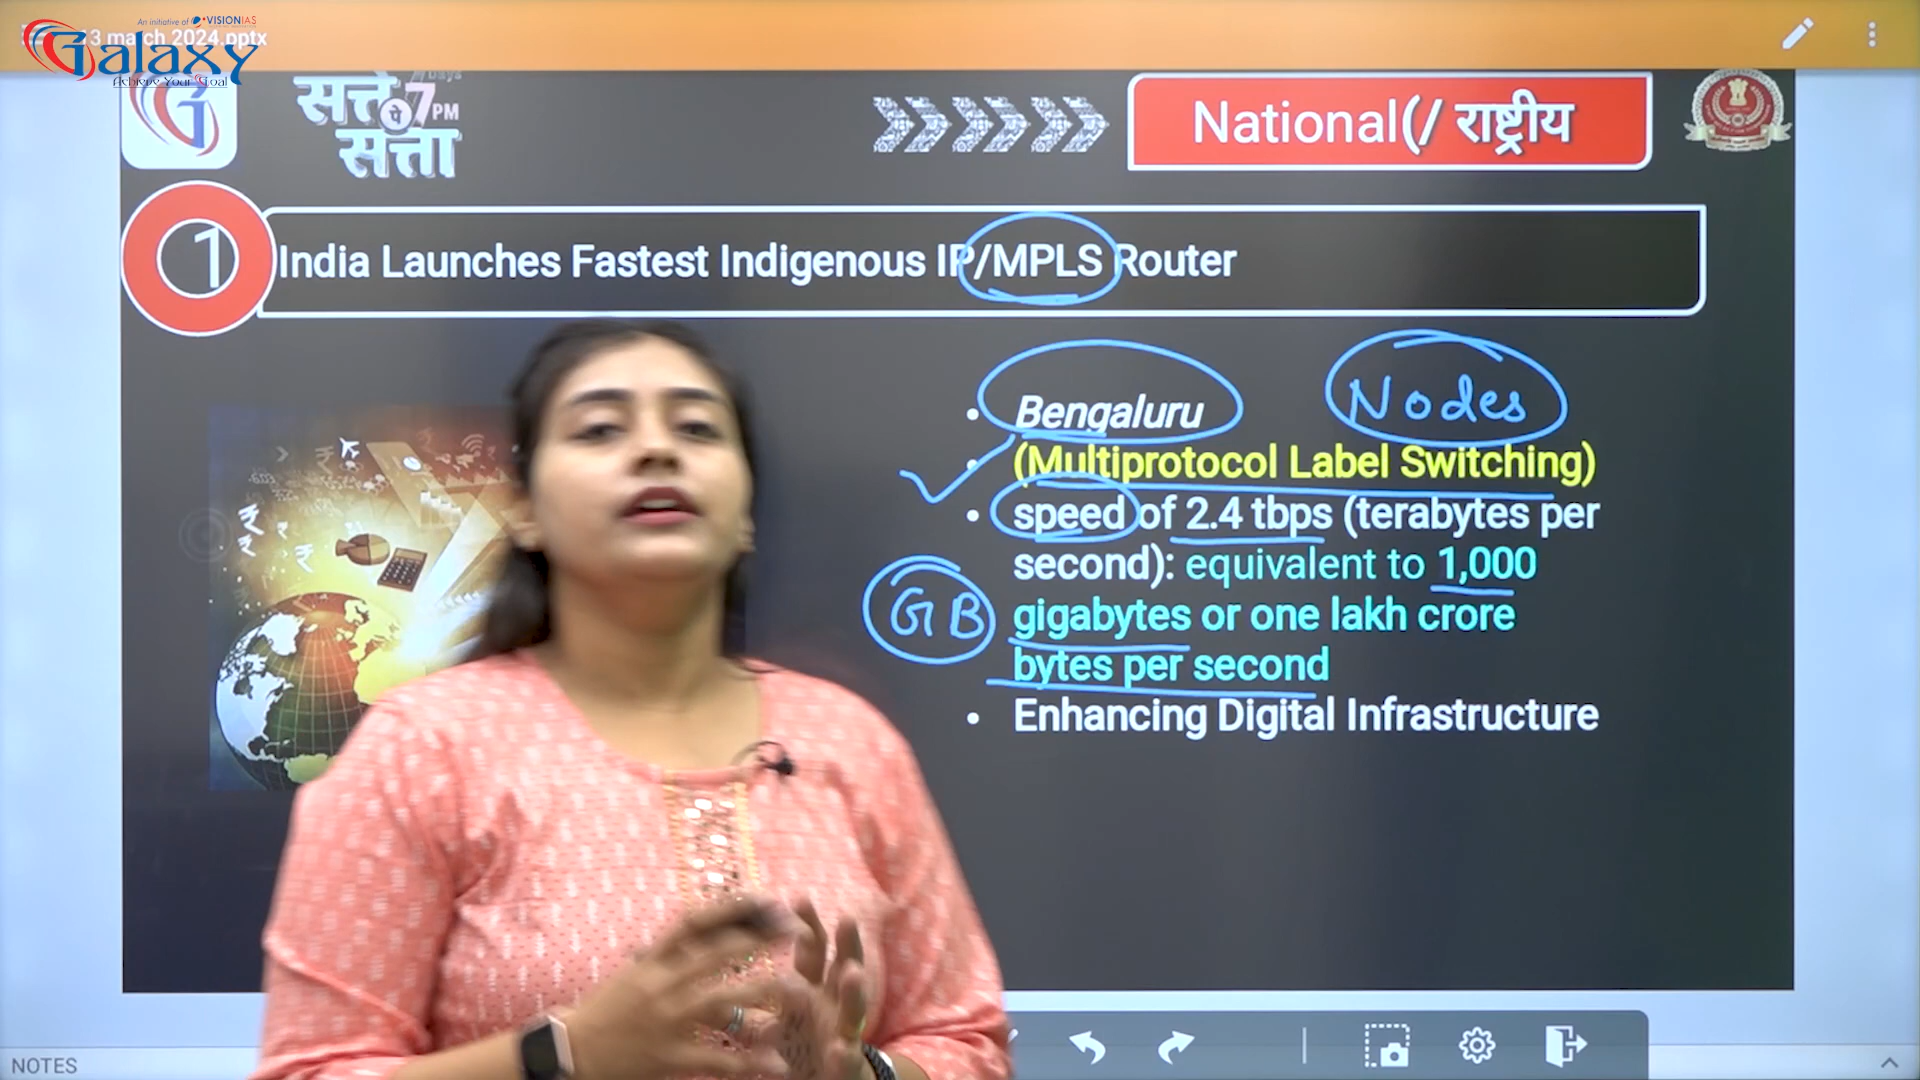 An initiative of VISIONIAS
Galaxy
Achieve Your Goal
3 march 2024.pptx
सत्ते पे 7 PM
सत्ता
Days
National(/ राष्ट्रीय
1
India Launches Fastest Indigenous IP/MPLS Router
• Bengaluru
Nodes
• (Multiprotocol Label Switching)
• speed of 2.4 tbps (terabytes per
second): equivalent to 1,000
GB
gigabytes or one lakh crore
bytes per second
• Enhancing Digital Infrastructure
NOTES